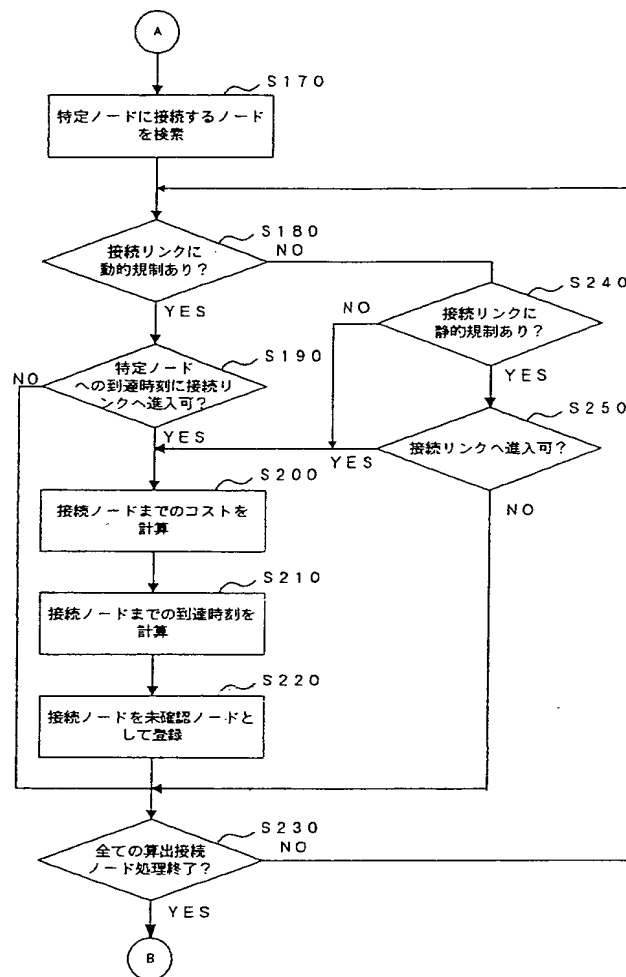 A
S170
特定ノードに接続するノード
を検索
S180
接続リンクに
動的規制あり?
NO
YES
S240
接続リンクに
静的規制あり?
NO
YES
S190
特定ノード
への到達時刻に接続リ
ンクへ進入可?
NO
YES
S250
接続リンクへ進入可?
YES
NO
S200
接続ノードまでのコストを
計算
S210
接続ノードまでの到達時刻を
計算
S220
接続ノードを未確認ノードと
して登録
S230
全ての算出接続
ノード処理終了?
NO
YES
B